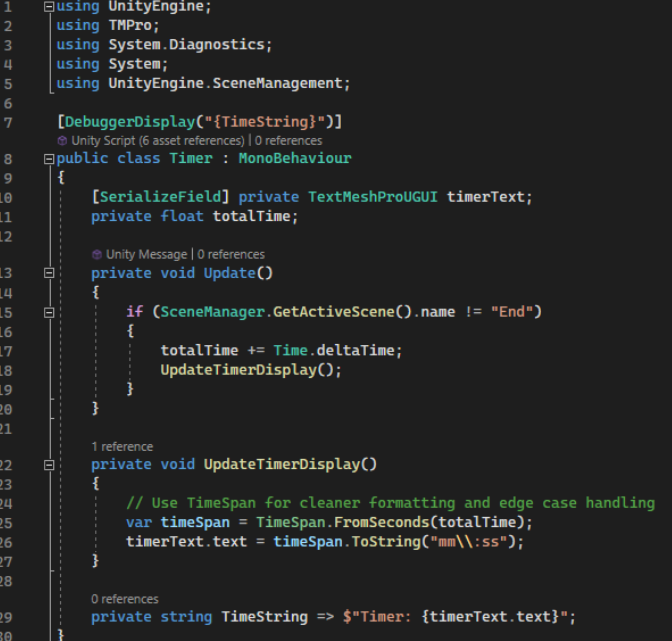 1 using UnityEngine;
2 using TMPro;
3 using System.Diagnostics;
4 using System;
5 using UnityEngine.SceneManagement;
6
7 [DebuggerDisplay("{TimeString}")]
Unity Script (6 asset references) | 0 references
8 public class Timer : MonoBehaviour
9 {
10 [SerializeField] private TextMeshProUGUI timerText;
11 private float totalTime;
12
Unity Message | 0 references
13 private void Update()
14 {
15 if (SceneManager.GetActiveScene().name != "End")
16 {
17 totalTime += Time.deltaTime;
18 UpdateTimerDisplay();
19 }
20 }
21
1 reference
22 private void UpdateTimerDisplay()
23 {
24 // Use TimeSpan for cleaner formatting and edge case handling
25 var timeSpan = TimeSpan.FromSeconds(totalTime);
26 timerText.text = timeSpan.ToString("mm\\:ss");
27 }
28
0 references
29 private string TimeString => $"Timer: {timerText.text}";
30 }